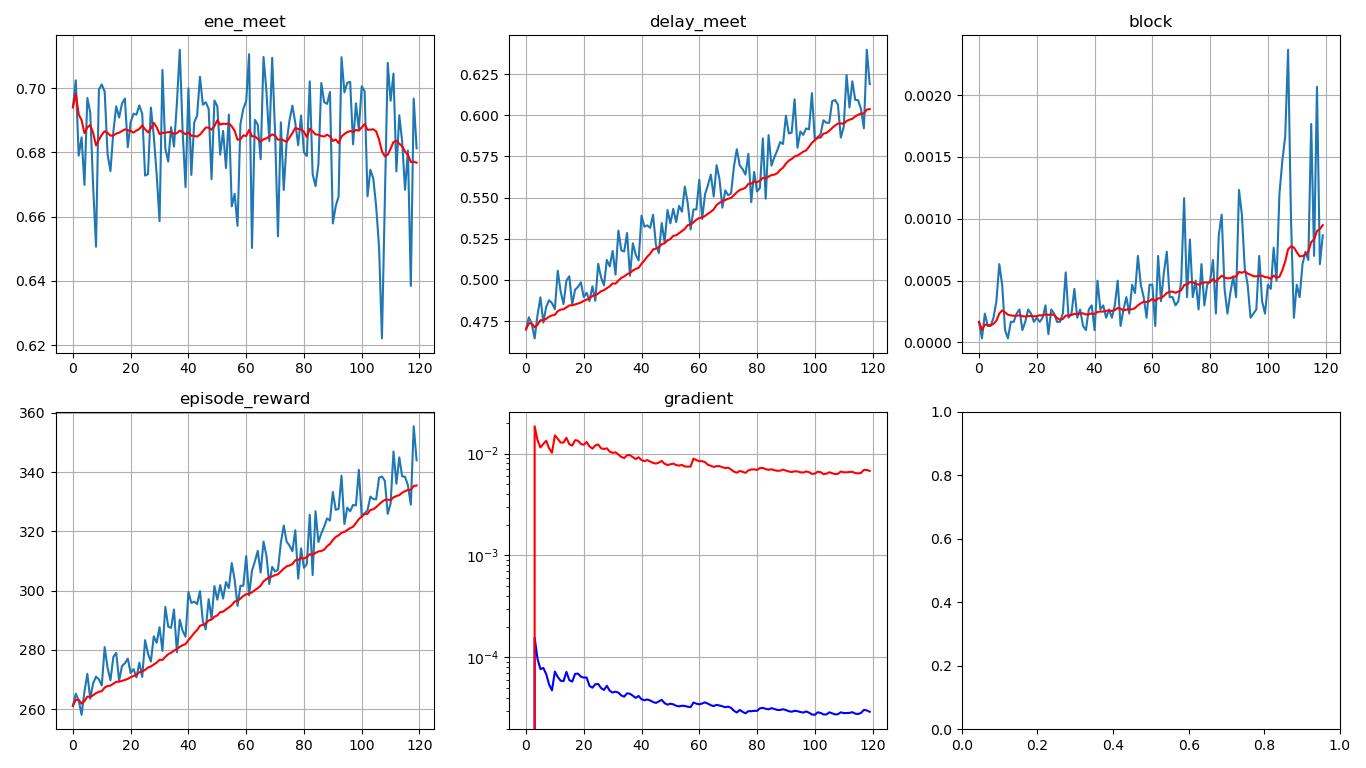 ene_meet
0.70
0.68
0.66
0.64
0.62
0 20 40 60 80 100 120
delay_meet
0.625
0.600
0.575
0.550
0.525
0.500
0.475
0 20 40 60 80 100 120
block
0.0020
0.0015
0.0010
0.0005
0.0000
0 20 40 60 80 100 120
episode_reward
360
340
320
300
280
260
0 20 40 60 80 100 120
gradient
10⁻²
10⁻³
10⁻⁴
0 20 40 60 80 100 120
1.0
0.8
0.6
0.4
0.2
0.0
0.0 0.2 0.4 0.6 0.8 1.0